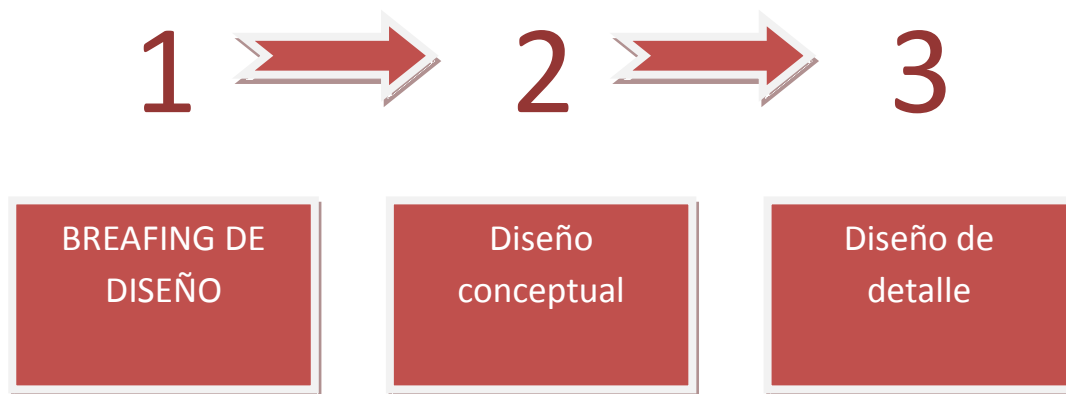 1 2 3
BREAFING DE
DISEÑO
Diseño
conceptual
Diseño de
detalle